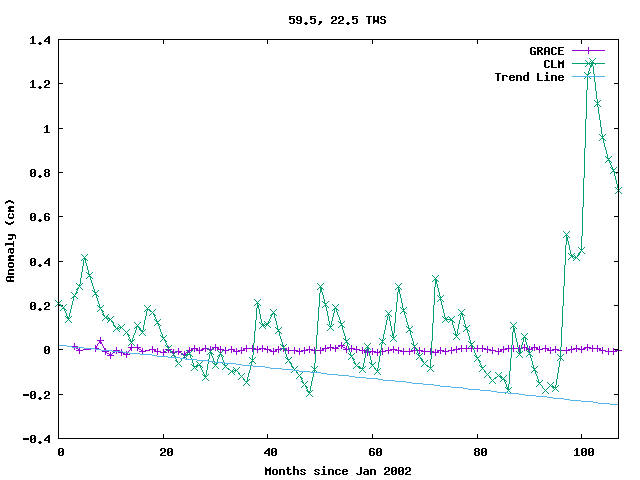 59.5, 22.5 TWS
GRACE
CLM
Trend Line
Anomaly (cm)
1.4
1.2
1
0.8
0.6
0.4
0.2
0
-0.2
-0.4
0 20 40 60 80 100
Months since Jan 2002